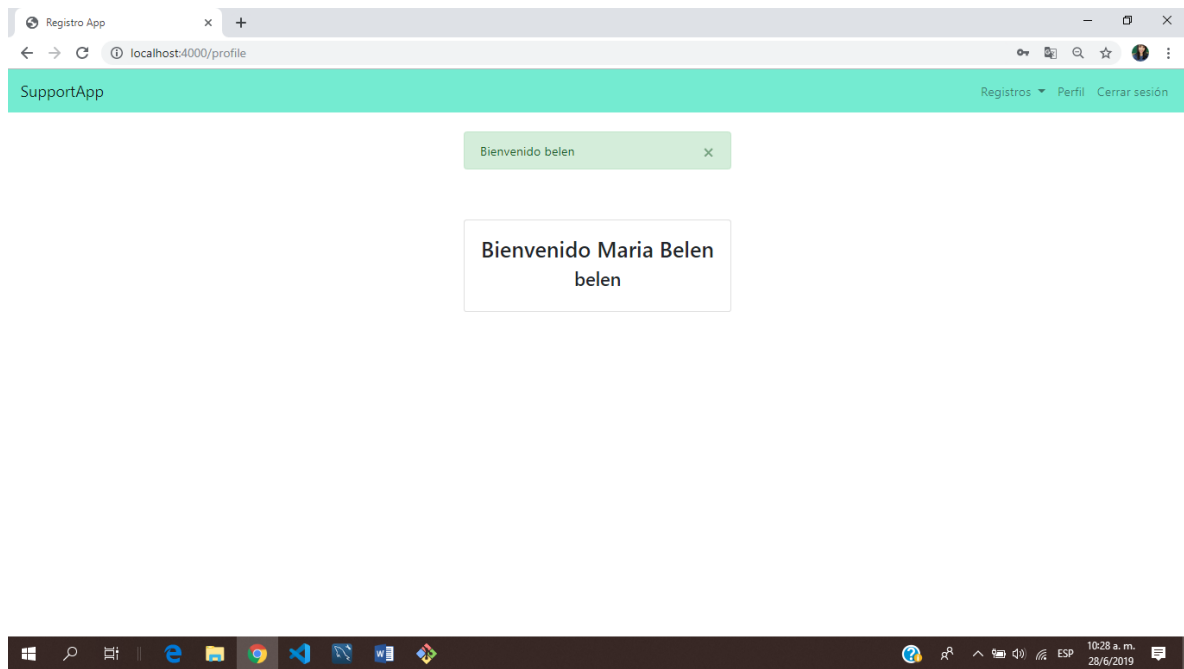 Registro App
localhost:4000/profile
SupportApp
Registros Perfil Cerrar sesión
Bienvenido belen
Bienvenido Maria Belen
belen
ESP
10:28 a. m.
28/6/2019